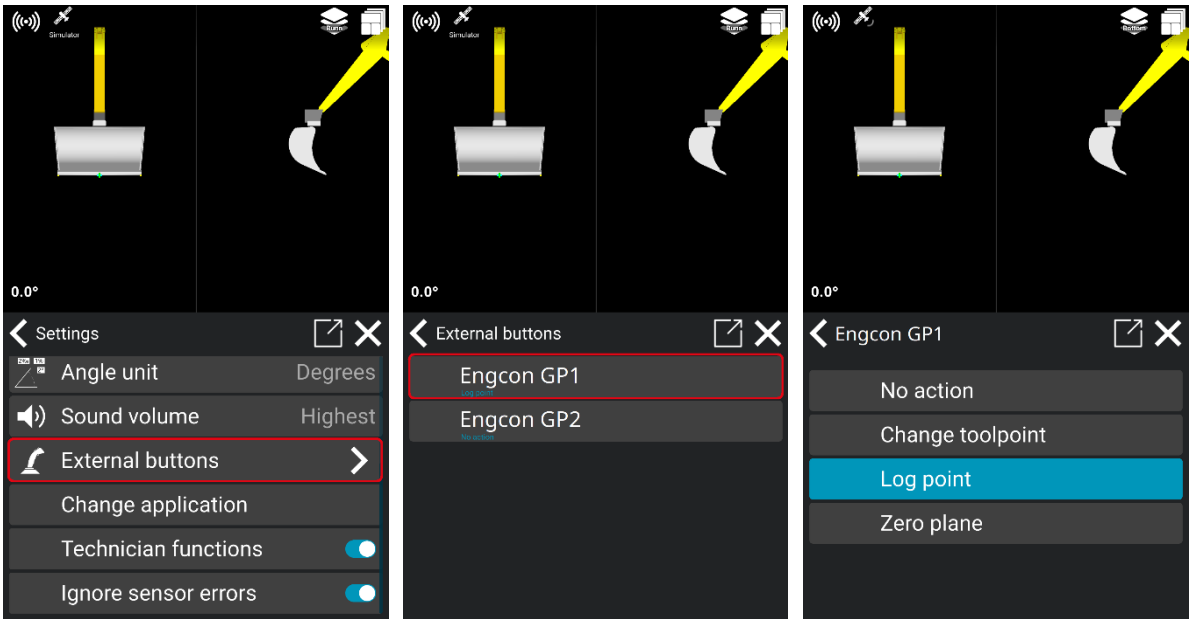 Simulator
Bunn
0.0°
Settings
Angle unit Degrees
Sound volume Highest
External buttons
Change application
Technician functions
Ignore sensor errors
Simulator
Bunn
0.0°
External buttons
Engcon GP1
Log point
Engcon GP2
No action
Bottom
0.0°
Engcon GP1
No action
Change toolpoint
Log point
Zero plane